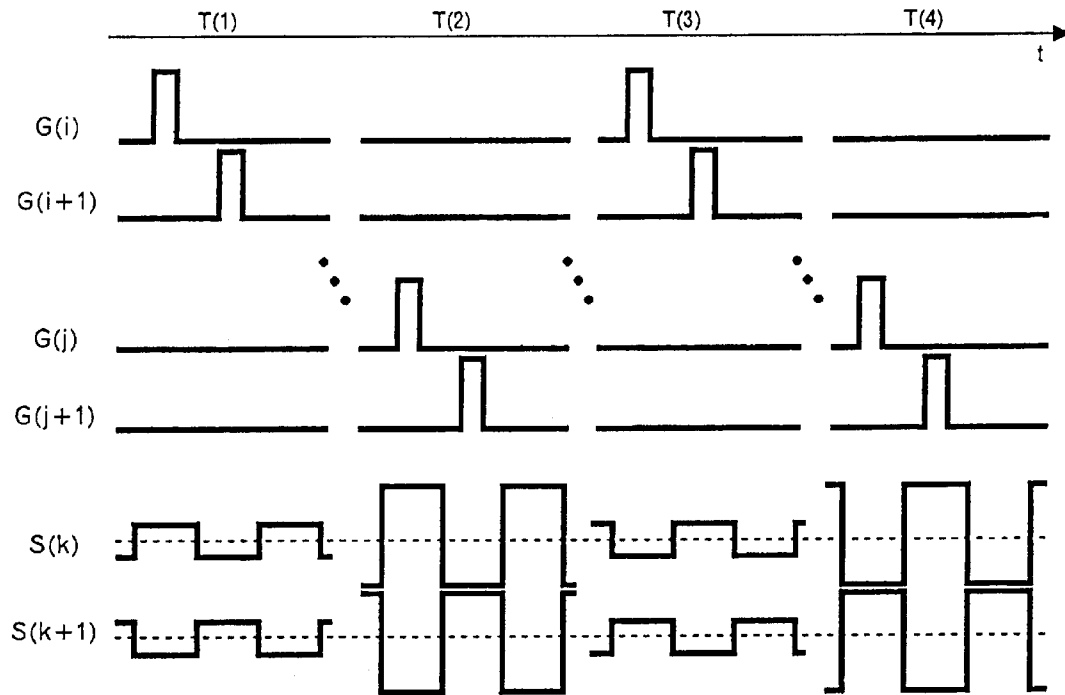 T(1) T(2) T(3) T(4)
t
G(i)
G(i+1)
G(j)
G(j+1)
S(k)
S(k+1)